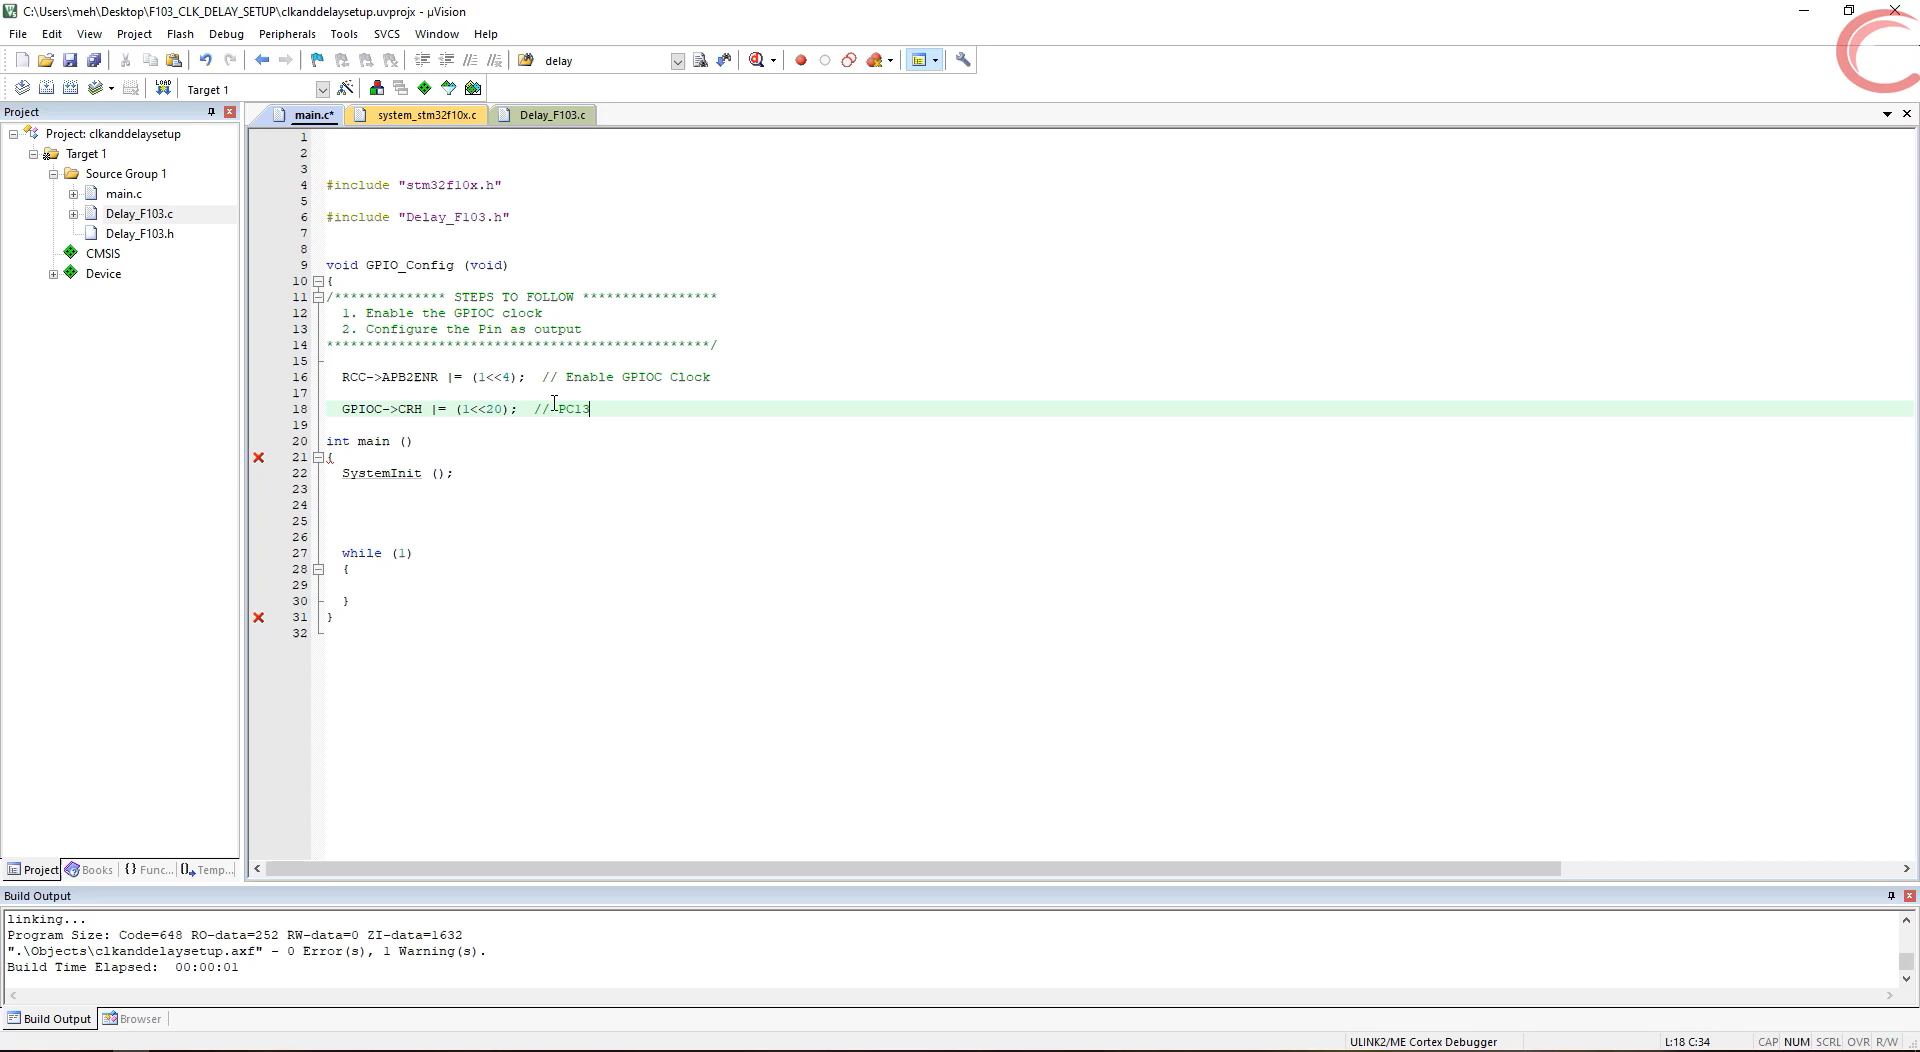 C:\Users\meh\Desktop\F103_CLK_DELAY_SETUP\clkanddelaysetup.uvprojx - µVision
File Edit View Project Flash Debug Peripherals Tools SVCS Window Help
delay
LOAD Target 1
Project
main.c* system_stm32f10x.c Delay_F103.c
Project: clkanddelaysetup
Target 1
Source Group 1
main.c
Delay_F103.c
Delay_F103.h
CMSIS
Device
1
2
3
4 #include "stm32f10x.h"
5
6 #include "Delay_F103.h"
7
8
9 void GPIO_Config (void)
10 {
11 /************** STEPS TO FOLLOW *****************
12 1. Enable the GPIOC clock
13 2. Configure the Pin as output
14 ************************************************/
15
16 RCC->APB2ENR |= (1<<4); // Enable GPIOC Clock
17
18 GPIOC->CRH |= (1<<20); // PC13
19
20 int main ()
21 {
22 SystemInit ();
23
24
25
26
27 while (1)
28 {
29
30 }
31 }
32
Project Books {} Func... Temp...
Build Output
linking...
Program Size: Code=648 RO-data=252 RW-data=0 ZI-data=1632
".\Objects\clkanddelaysetup.axf" - 0 Error(s), 1 Warning(s).
Build Time Elapsed: 00:00:01
Build Output Browser
ULINK2/ME Cortex Debugger L:18 C:34 CAP NUM SCRL OVR R/W